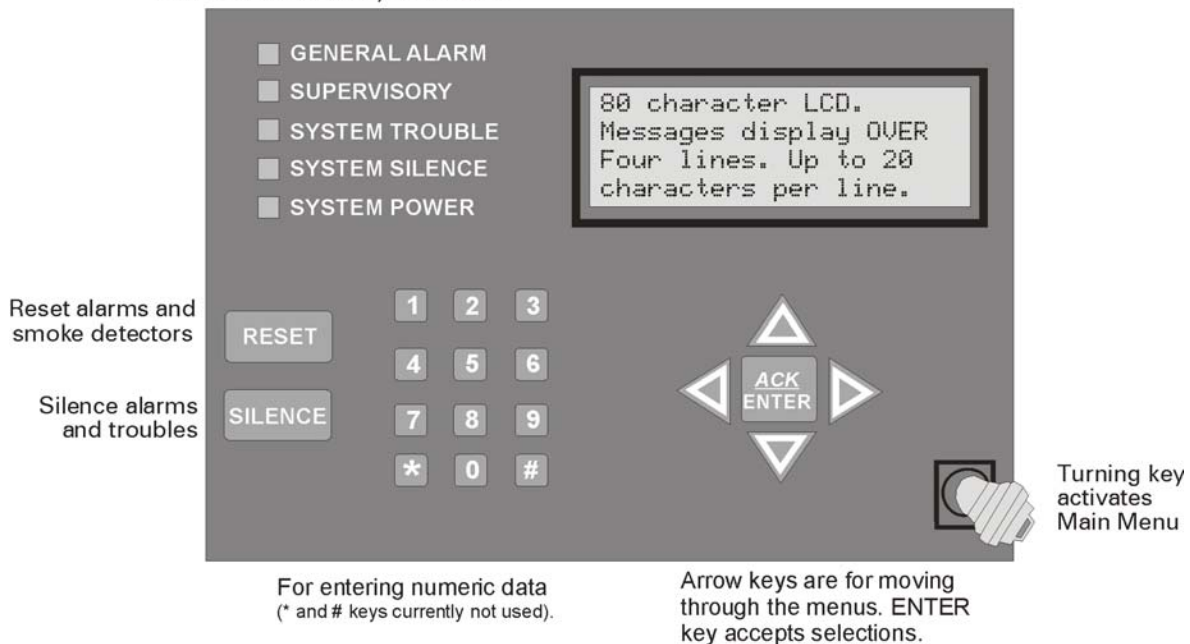 GENERAL ALARM
SUPERVISORY
SYSTEM TROUBLE
SYSTEM SILENCE
SYSTEM POWER
80 character LCD.
Messages display OVER
Four lines. Up to 20
characters per line.
Reset alarms and
smoke detectors
RESET
Silence alarms
and troubles
SILENCE
1 2 3
4 5 6
7 8 9
* 0 #
ACK
ENTER
Turning key
activates
Main Menu
For entering numeric data
(* and # keys currently not used).
Arrow keys are for moving
through the menus. ENTER
key accepts selections.